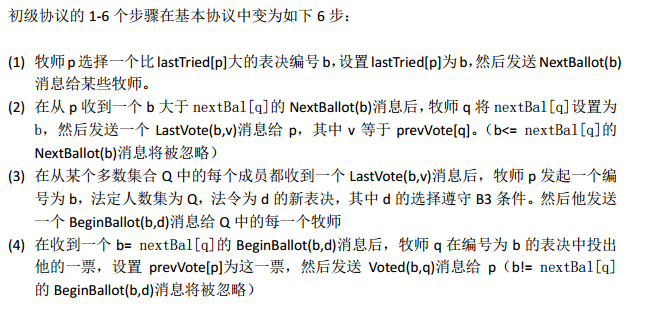 初级协议的 1-6 个步骤在基本协议中变为如下 6 步：
(1) 牧师 p 选择一个比 lastTried[p]大的表决编号 b，设置 lastTried[p]为 b，然后发送 NextBallot(b)
消息给某些牧师。
(2) 在从 p 收到一个 b 大于 nextBal[q]的 NextBallot(b)消息后，牧师 q 将 nextBal[q]设置为
b，然后发送一个 LastVote(b,v)消息给 p，其中 v 等于 prevVote[q]。（b<= nextBal[q]的
NextBallot(b)消息将被忽略）
(3) 在从某个多数集合 Q 中的每个成员都收到一个 LastVote(b,v)消息后，牧师 p 发起一个编
号为 b，法定人数集为 Q，法令为 d 的新表决，其中 d 的选择遵守 B3 条件。然后他发送
一个 BeginBallot(b,d)消息给 Q 中的每一个牧师
(4) 在收到一个 b= nextBal[q]的 BeginBallot(b,d)消息后，牧师 q 在编号为 b 的表决中投出
他的一票，设置 prevVote[p]为这一票，然后发送 Voted(b,q)消息给 p（b!= nextBal[q]
的 BeginBallot(b,d)消息将被忽略）